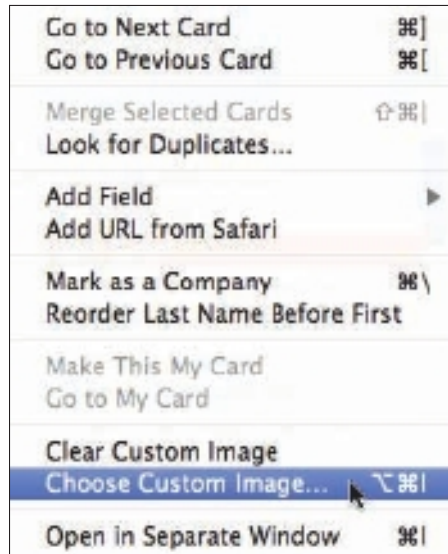 Go to Next Card ⌘]
Go to Previous Card ⌘[
Merge Selected Cards ⇧⌘|
Look for Duplicates...
Add Field ▶
Add URL from Safari
Mark as a Company ⌘\
Reorder Last Name Before First
Make This My Card
Go to My Card
Clear Custom Image
Choose Custom Image... ⌥⌘I
Open in Separate Window ⌘I